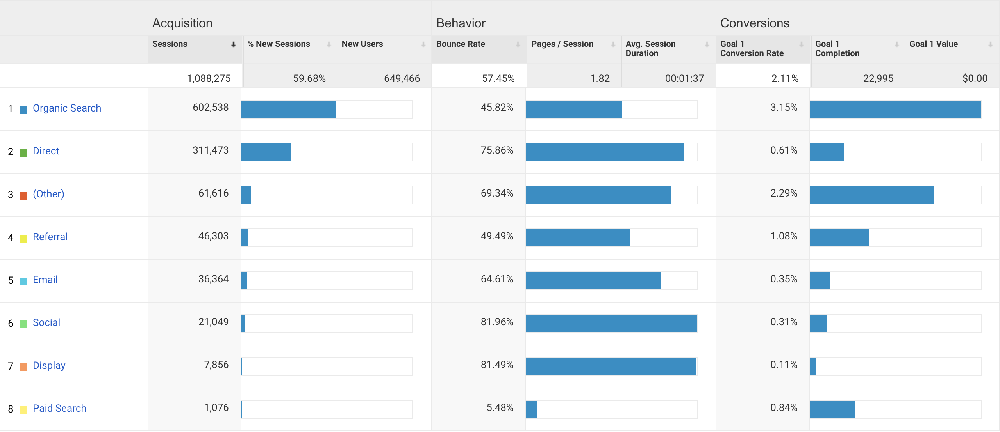 Acquisition Behavior Conversions
Sessions % New Sessions New Users Bounce Rate Pages / Session Avg. Session Duration Goal 1 Conversion Rate Goal 1 Completion Goal 1 Value
1,088,275 59.68% 649,466 57.45% 1.82 00:01:37 2.11% 22,995 $0.00
1 Organic Search 602,538 45.82% 3.15%
2 Direct 311,473 75.86% 0.61%
3 (Other) 61,616 69.34% 2.29%
4 Referral 46,303 49.49% 1.08%
5 Email 36,364 64.61% 0.35%
6 Social 21,049 81.96% 0.31%
7 Display 7,856 81.49% 0.11%
8 Paid Search 1,076 5.48% 0.84%